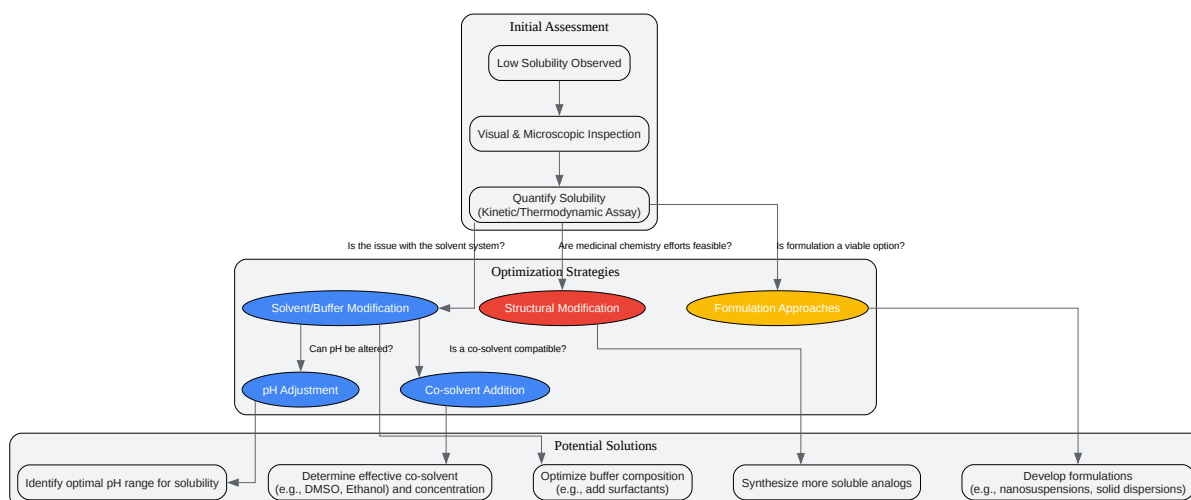 Initial Assessment
Low Solubility Observed
Visual & Microscopic Inspection
Quantify Solubility
(Kinetic/Thermodynamic Assay)
Is the issue with the solvent system?
Are medicinal chemistry efforts feasible?
Is formulation a viable option?
Optimization Strategies
Solvent/Buffer Modification
Structural Modification
Formulation Approaches
Can pH be altered?
Is a co-solvent compatible?
pH Adjustment
Co-solvent Addition
Potential Solutions
Identify optimal pH range for solubility
Determine effective co-solvent
(e.g., DMSO, Ethanol) and concentration
Optimize buffer composition
(e.g., add surfactants)
Synthesize more soluble analogs
Develop formulations
(e.g., nanosuspensions, solid dispersions)